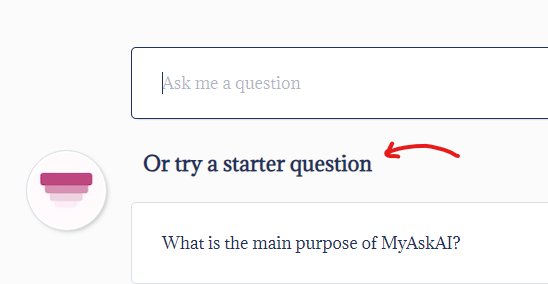 Ask me a question
Or try a starter question
What is the main purpose of MyAskAI?